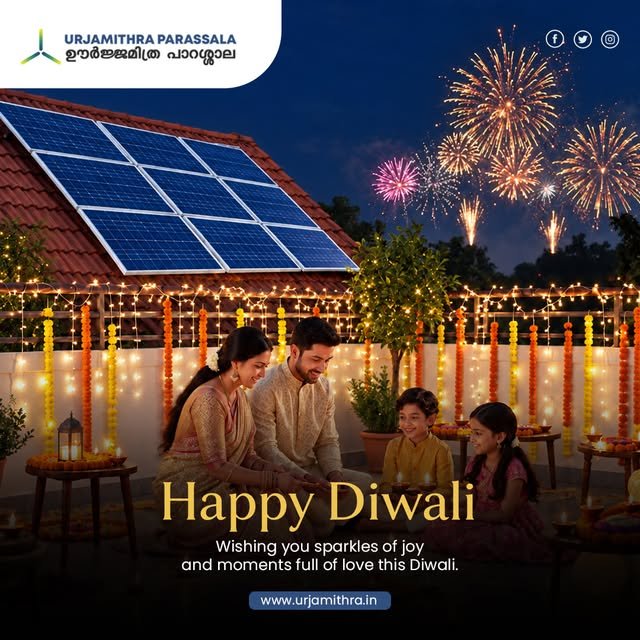 URJAMITHRA PARASSALA
ഊർജ്ജമിത്ര പാറശ്ശാല
Happy Diwali
Wishing you sparkles of joy
and moments full of love this Diwali.
www.urjamithra.in